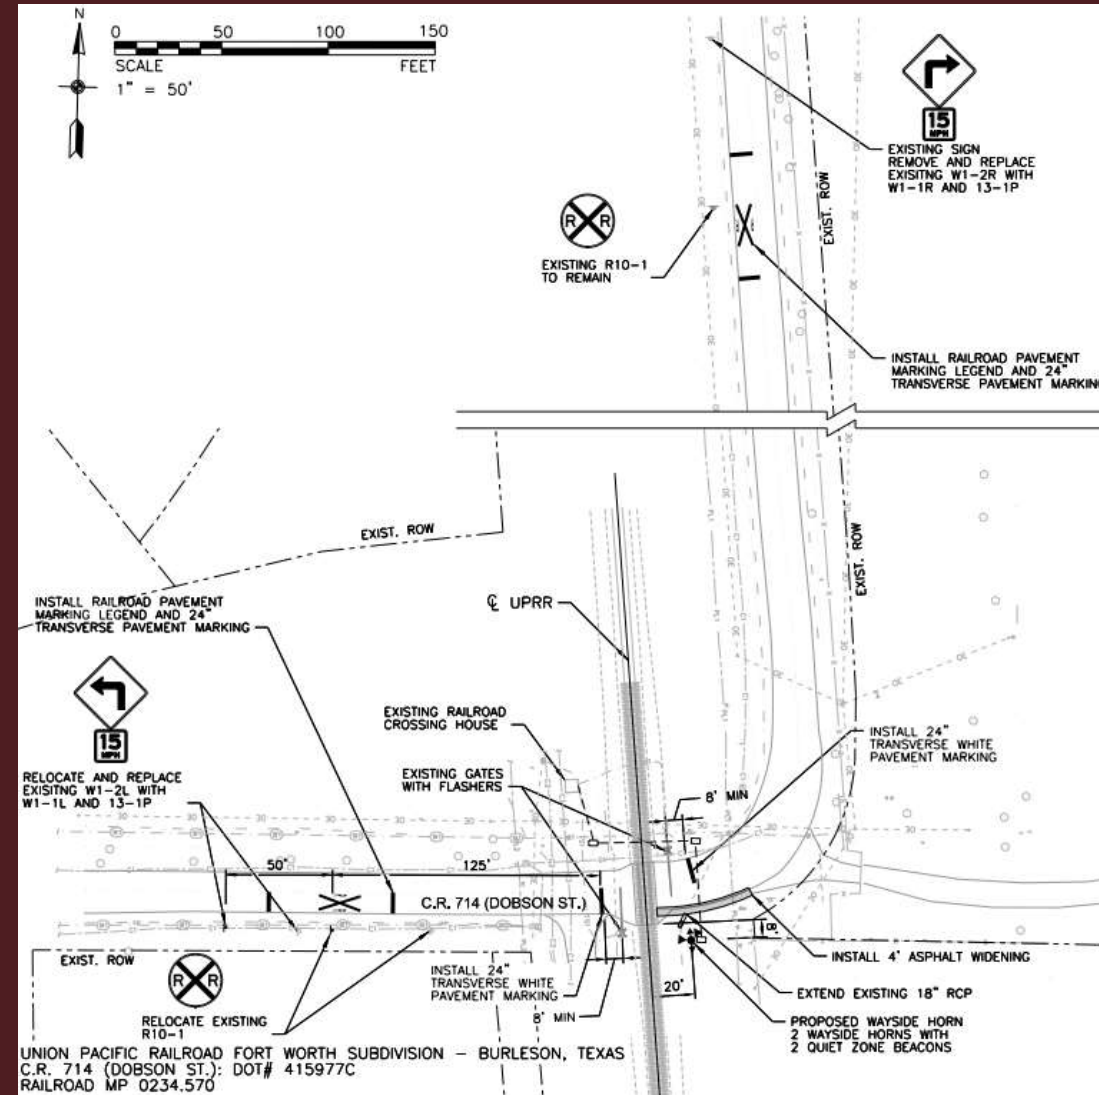 N
0 50 100 150
SCALE FEET
1" = 50'
15
MPH
EXISTING SIGN
REMOVE AND REPLACE
EXISITNG W1-2R WITH
W1-1R AND 13-1P
R R
EXISTING R10-1
TO REMAIN
EXIST. ROW
INSTALL RAILROAD PAVEMENT
MARKING LEGEND AND 24"
TRANSVERSE PAVEMENT MARKING
EXIST. ROW
EXIST. ROW
INSTALL RAILROAD PAVEMENT
MARKING LEGEND AND 24"
TRANSVERSE PAVEMENT MARKING
℄ UPRR
15
MPH
RELOCATE AND REPLACE
EXISITNG W1-2L WITH
W1-1L AND 13-1P
EXISTING RAILROAD
CROSSING HOUSE
EXISTING GATES
WITH FLASHERS
INSTALL 24"
TRANSVERSE WHITE
PAVEMENT MARKING
8' MIN
50' 125'
C.R. 714 (DOBSON ST.)
8'
EXIST. ROW
R R
RELOCATE EXISTING
R10-1
INSTALL 24"
TRANSVERSE WHITE
PAVEMENT MARKING
8' MIN
20'
INSTALL 4' ASPHALT WIDENING
EXTEND EXISTING 18" RCP
PROPOSED WAYSIDE HORN
2 WAYSIDE HORNS WITH
2 QUIET ZONE BEACONS
UNION PACIFIC RAILROAD FORT WORTH SUBDIVISION - BURLESON, TEXAS
C.R. 714 (DOBSON ST.): DOT# 415977C
RAILROAD MP 0234.570